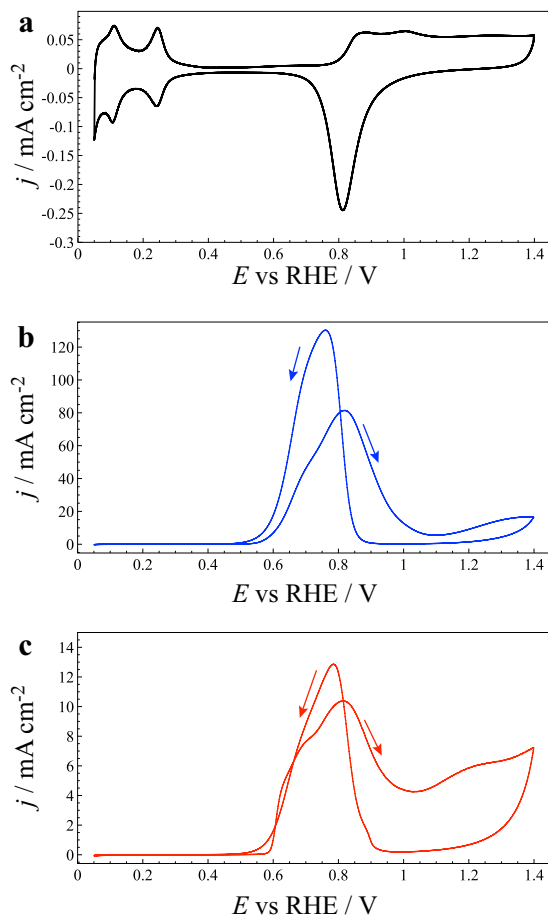 a
0.05
0
-0.05
-0.1
-0.15
-0.2
-0.25
-0.3
j / mA cm-2
0 0.2 0.4 0.6 0.8 1 1.2 1.4
E vs RHE / V
b
120
100
80
60
40
20
0
j / mA cm-2
0 0.2 0.4 0.6 0.8 1 1.2 1.4
E vs RHE / V
c
14
12
10
8
6
4
2
0
j / mA cm-2
0 0.2 0.4 0.6 0.8 1 1.2 1.4
E vs RHE / V